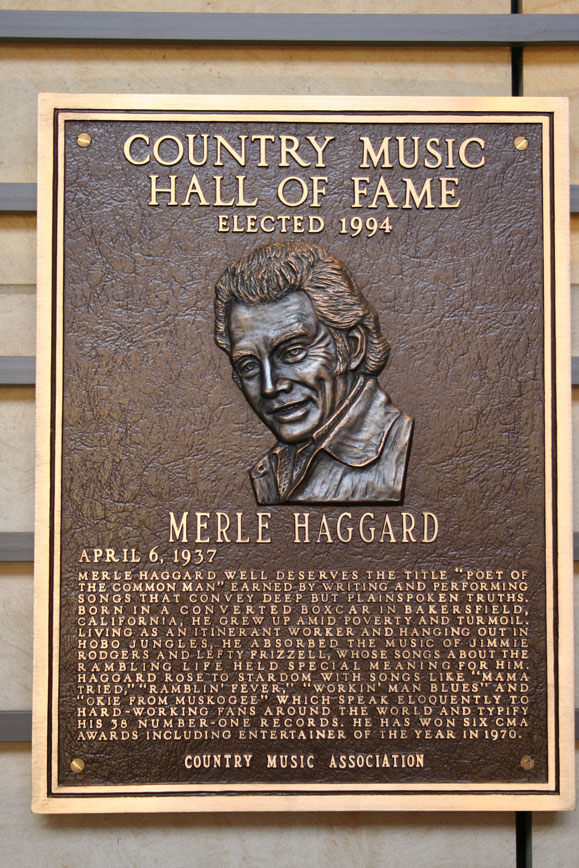 COUNTRY MUSIC
HALL OF FAME
ELECTED 1994
MERLE HAGGARD
APRIL 6, 1937
MERLE HAGGARD WELL DESERVES THE TITLE "POET OF
THE COMMON MAN" EARNED BY WRITING AND PERFORMING
SONGS THAT CONVEY DEEP BUT PLAINSPOKEN TRUTHS.
BORN IN A CONVERTED BOXCAR IN BAKERSFIELD,
CALIFORNIA, HE GREW UP AMID POVERTY AND TURMOIL.
LIVING AS AN ITINERANT WORKER AND HANGING OUT IN
HOBO JUNGLES, HE ABSORBED THE MUSIC OF JIMMIE
RODGERS AND LEFTY FRIZZELL, WHOSE SONGS ABOUT THE
RAMBLING LIFE HELD SPECIAL MEANING FOR HIM.
HAGGARD ROSE TO STARDOM WITH SONGS LIKE "MAMA
TRIED," "RAMBLIN' FEVER," "WORKIN' MAN BLUES" AND
"OKIE FROM MUSKOGEE" WHICH SPEAK ELOQUENTLY TO
HARD-WORKING FANS AROUND THE WORLD AND TYPIFY
HIS 38 NUMBER-ONE RECORDS. HE HAS WON SIX CMA
AWARDS INCLUDING ENTERTAINER OF THE YEAR IN 1970.
COUNTRY MUSIC ASSOCIATION